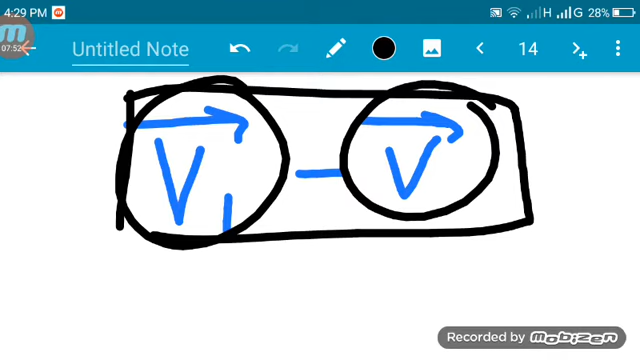 4:29 PM H G 28%
07:52 Untitled Note 14
V⃗₁ - V⃗
Recorded by mobizen